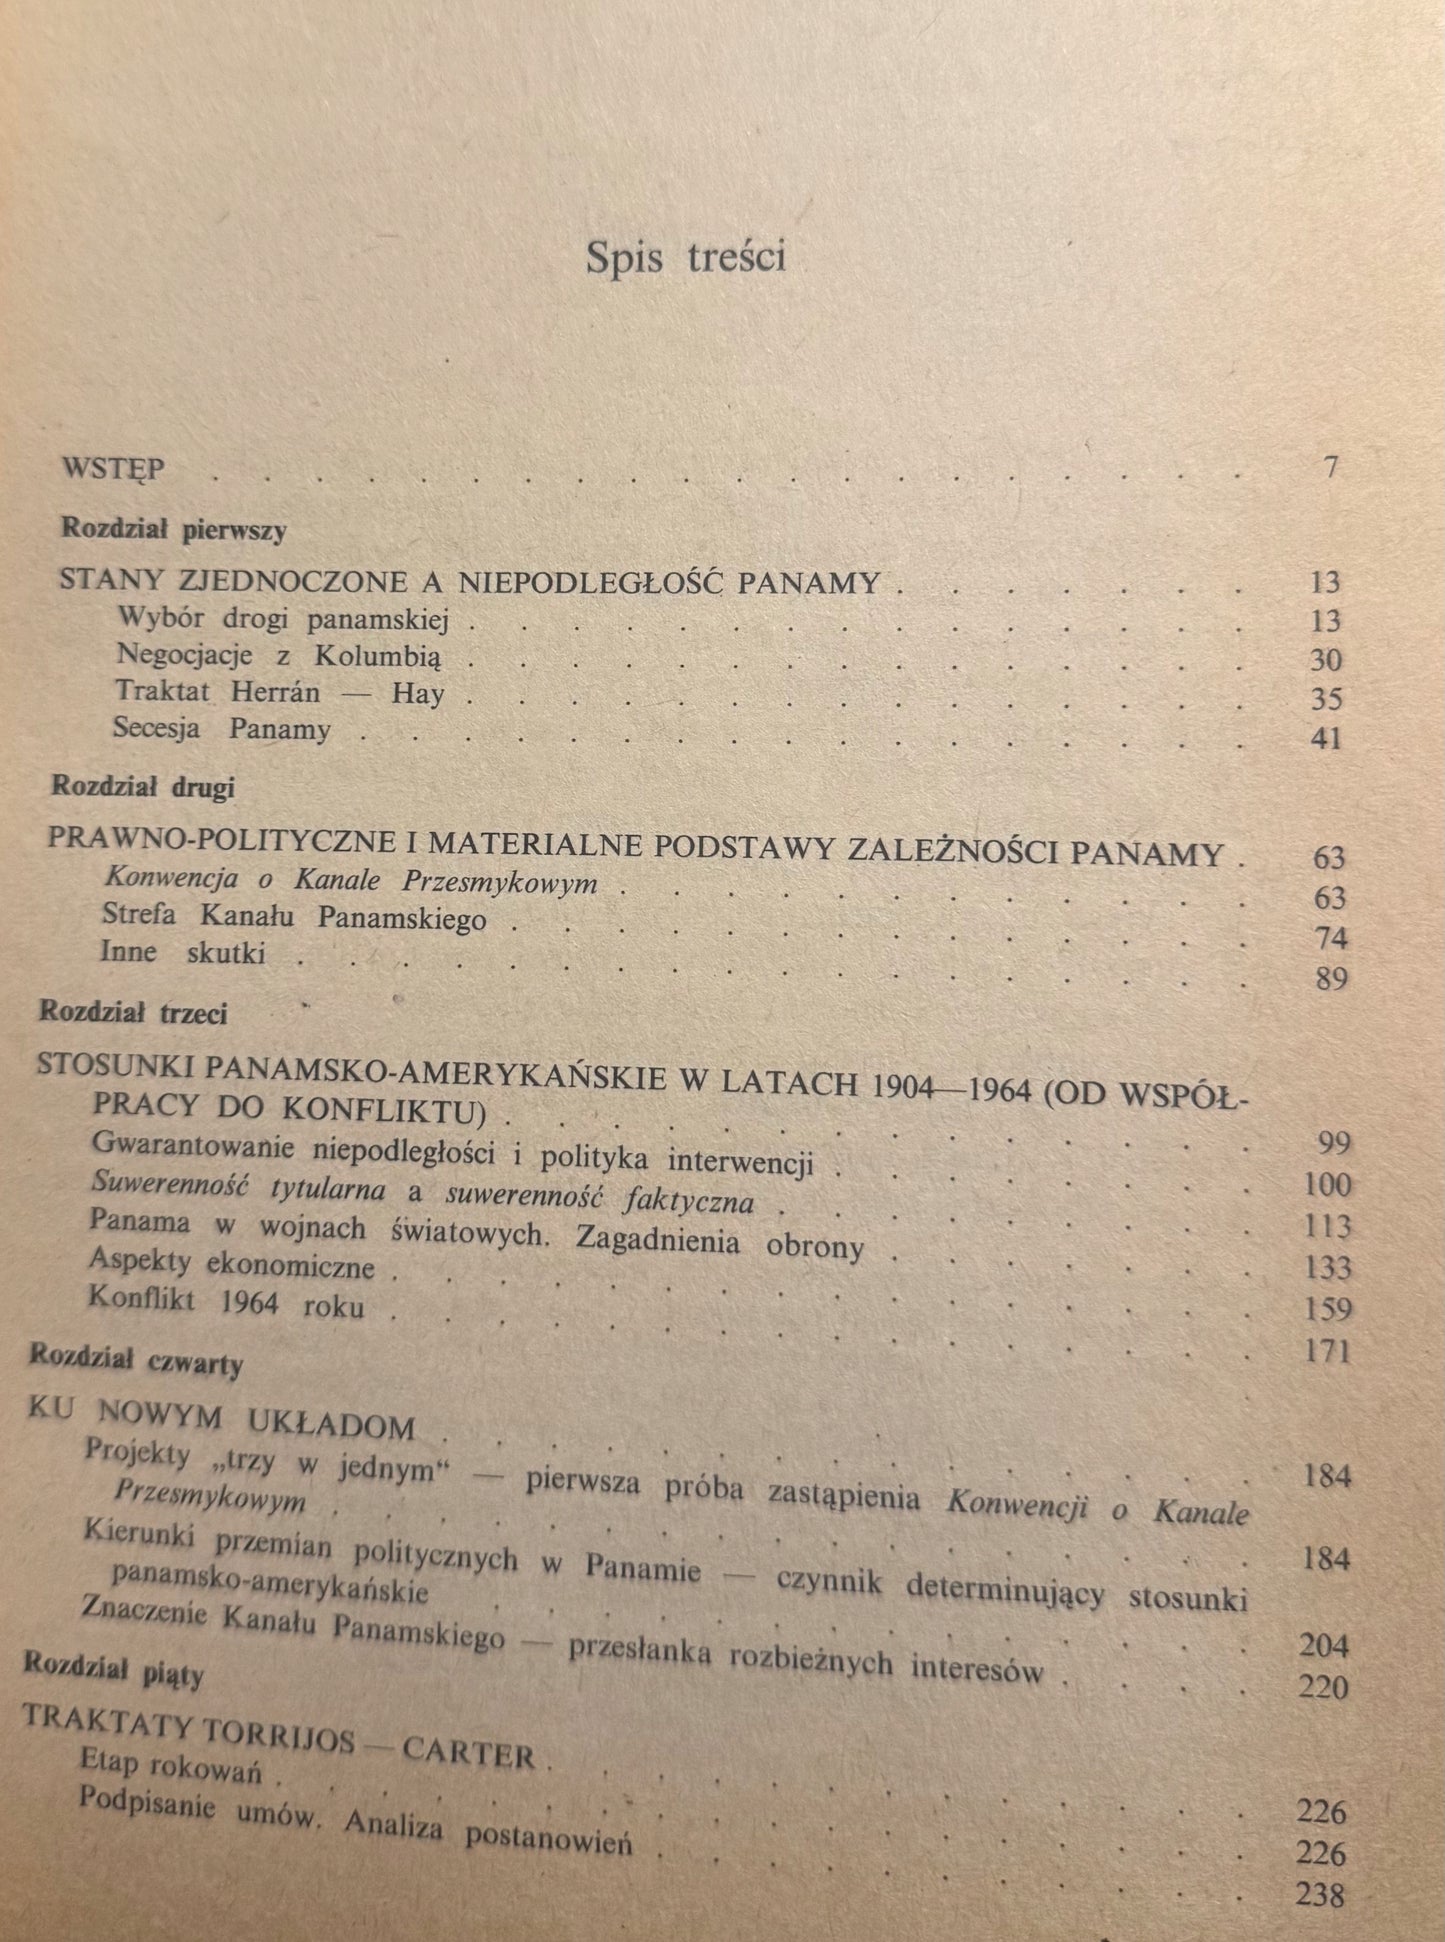 Spis treści
WSTĘP . . . . . . . . . . . . . . . . . . . . 7
Rozdział pierwszy
STANY ZJEDNOCZONE A NIEPODLEGŁOŚĆ PANAMY . . . . . . . 13
Wybór drogi panamskiej . . . . . . . . . . . . . . . 13
Negocjacje z Kolumbią . . . . . . . . . . . . . . . 30
Traktat Herrán — Hay . . . . . . . . . . . . . . . 35
Secesja Panamy . . . . . . . . . . . . . . . . . 41
Rozdział drugi
PRAWNO-POLITYCZNE I MATERIALNE PODSTAWY ZALEŻNOŚCI PANAMY . 63
Konwencja o Kanale Przesmykowym . . . . . . . . . . . . 63
Strefa Kanału Panamskiego . . . . . . . . . . . . . . 74
Inne skutki . . . . . . . . . . . . . . . . . . 89
Rozdział trzeci
STOSUNKI PANAMSKO-AMERYKAŃSKIE W LATACH 1904—1964 (OD WSPÓŁ-
PRACY DO KONFLIKTU) . . . . . . . . . . . . . . 99
Gwarantowanie niepodległości i polityka interwencji . . . . . . . . 100
Suwerenność tytularna a suwerenność faktyczna . . . . . . . . . 113
Panama w wojnach światowych. Zagadnienia obrony . . . . . . . 133
Aspekty ekonomiczne . . . . . . . . . . . . . . . . 159
Konflikt 1964 roku . . . . . . . . . . . . . . . . 171
Rozdział czwarty
KU NOWYM UKŁADOM . . . . . . . . . . . . . . . 184
Projekty „trzy w jednym“ — pierwsza próba zastąpienia Konwencji o Kanale
Przesmykowym . . . . . . . . . . . . . . . . . 184
Kierunki przemian politycznych w Panamie — czynnik determinujący stosunki
panamsko-amerykańskie . . . . . . . . . . . . . . 204
Znaczenie Kanału Panamskiego — przesłanka rozbieżnych interesów . . . . 220
Rozdział piąty
TRAKTATY TORRIJOS — CARTER . . . . . . . . . . . . . 226
Etap rokowań . . . . . . . . . . . . . . . . . . 226
Podpisanie umów. Analiza postanowień . . . . . . . . . . . 238